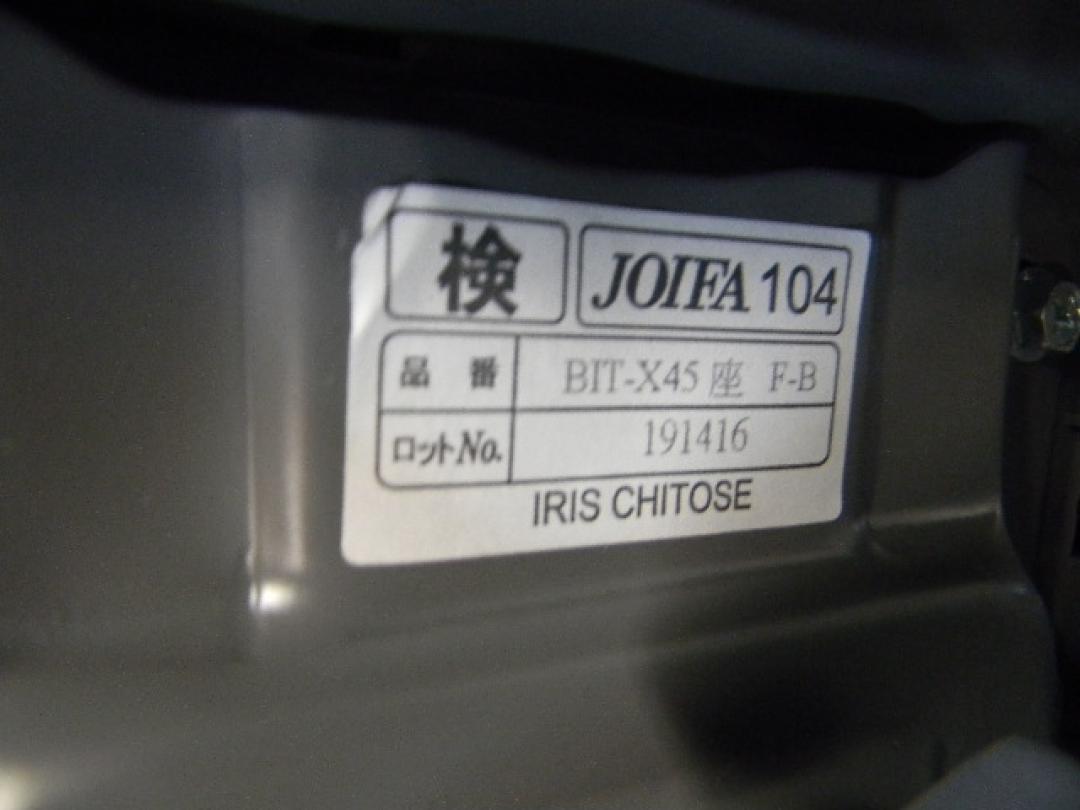 検 JOIFA 104
品番 BIT-X45 座 F-B
ロットNo. 191416
IRIS CHITOSE